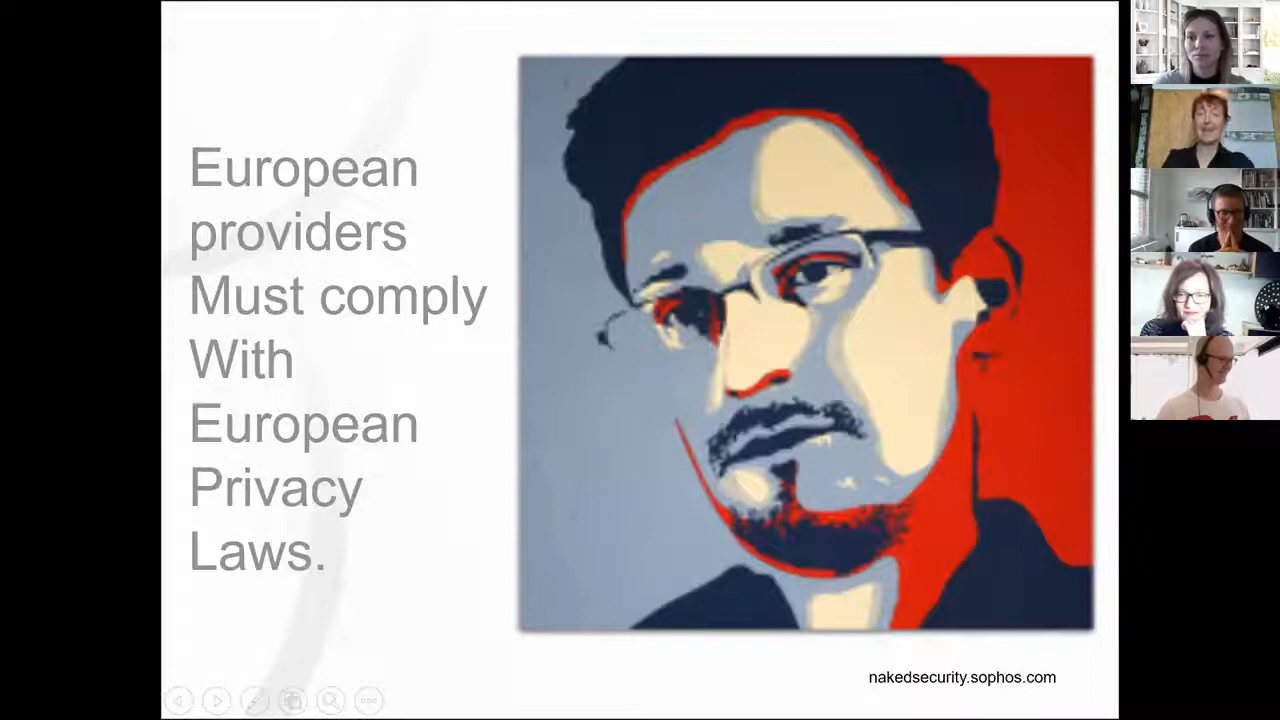 European
providers
Must comply
With
European
Privacy
Laws.
nakedsecurity.sophos.com